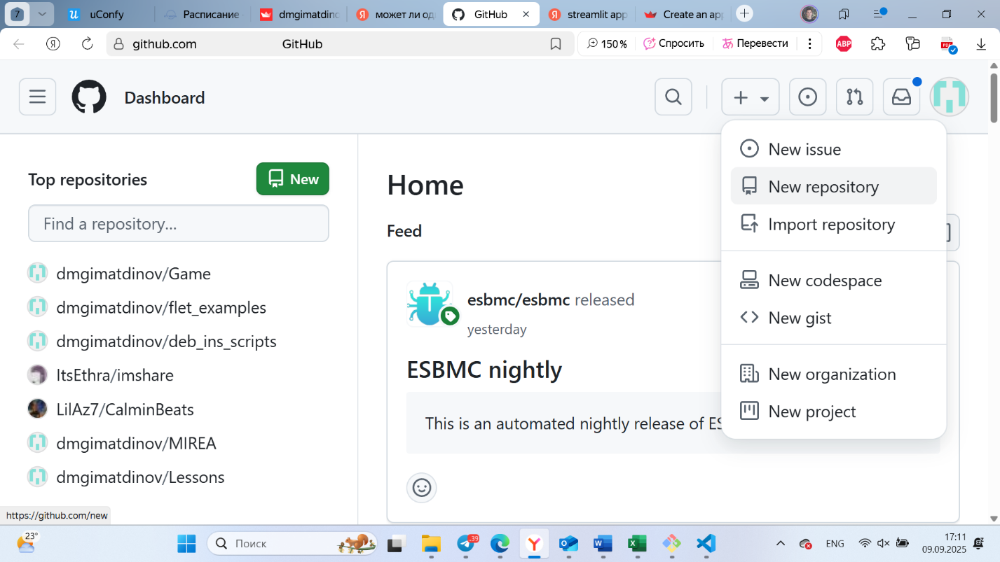 7
uConfy
Расписание
dmgimatdino
может ли од
GitHub
streamlit app
Create an app
github.com
GitHub
150 %
Спросить
Перевести
ABP
PDF
Dashboard
New issue
New repository
Import repository
New codespace
New gist
New organization
New project
Top repositories
New
Find a repository…
dmgimatdinov/Game
dmgimatdinov/flet_examples
dmgimatdinov/deb_ins_scripts
ItsEthra/imshare
LilAz7/CalminBeats
dmgimatdinov/MIREA
dmgimatdinov/Lessons
Home
Feed
esbmc/esbmc released
yesterday
ESBMC nightly
This is an automated nightly release of ES
https://github.com/new
23°
Поиск
39
ENG
17:11
09.09.2025